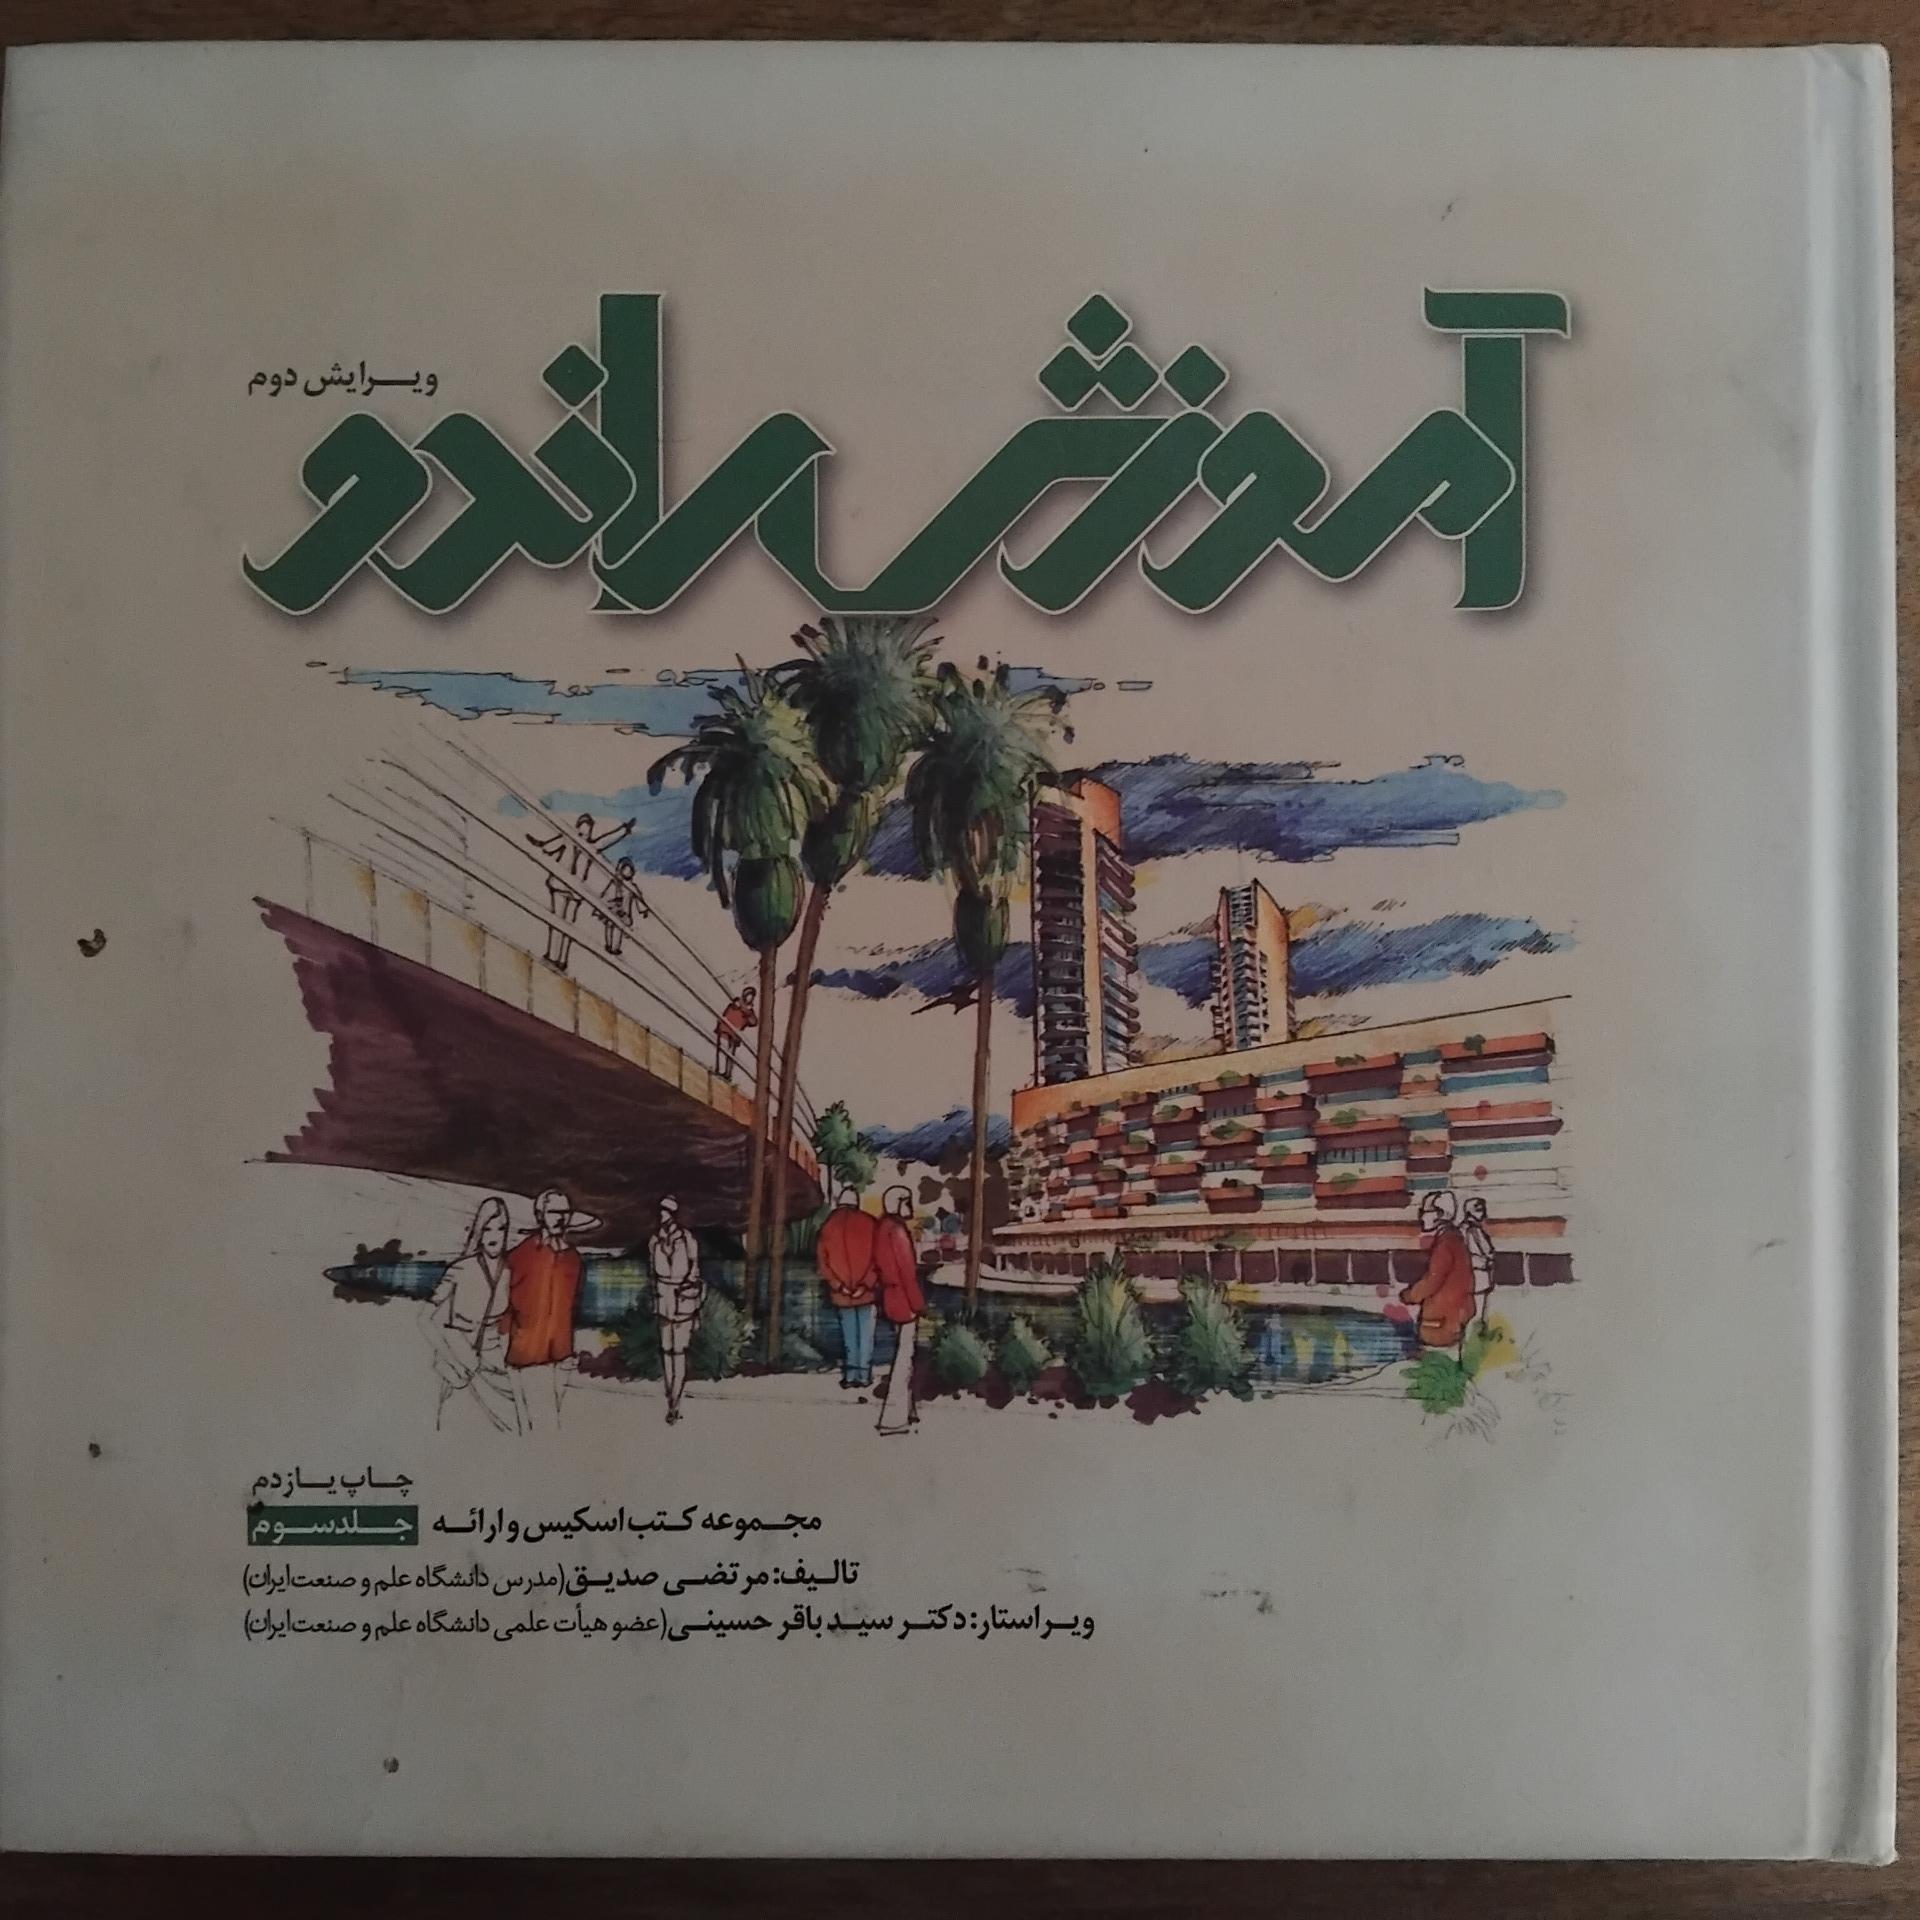 آموزش راندو
ویرایش دوم
چاپ یازدم
مجموعه کتب اسکیس و ارائه جلد سوم
تالیف: مرتضی صدیق (مدرس دانشگاه علم و صنعت ایران)
ویراستار: دکتر سید باقر حسینی (عضو هیأت علمی دانشگاه علم و صنعت ایران)